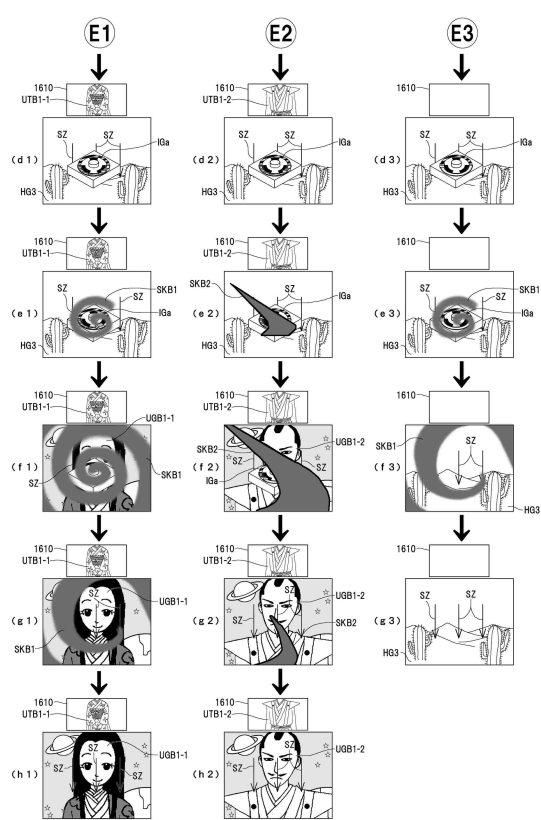 E1 E2 E3
1610 1610 1610
UTB1-1 UTB1-2
SZ SZ SZ SZ SZ SZ
IGa IGa IGa
(d1) (d2) (d3)
HG3 HG3 HG3
1610 1610 1610
UTB1-1 UTB1-2
SZ SKB1 SKB2 SZ SZ SKB1
SZ SZ
(e1) IGa (e2) IGa (e3) IGa
HG3 HG3 HG3
1610 1610 1610
UTB1-1 UTB1-2
UGB1-1 SKB2 UGB1-2 SKB1 SZ
(f1) SZ SKB1 (f2) SZ SZ (f3)
IGa HG3
1610 1610 1610
UTB1-1 UTB1-2
SZ UGB1-1 SZ UGB1-2 SZ SZ
(g1) (g2) SZ SKB2 (g3)
SKB1 HG3
1610 1610
UTB1-1 UTB1-2
SZ UGB1-1 SZ UGB1-2
SZ SZ SZ
(h1) (h2)